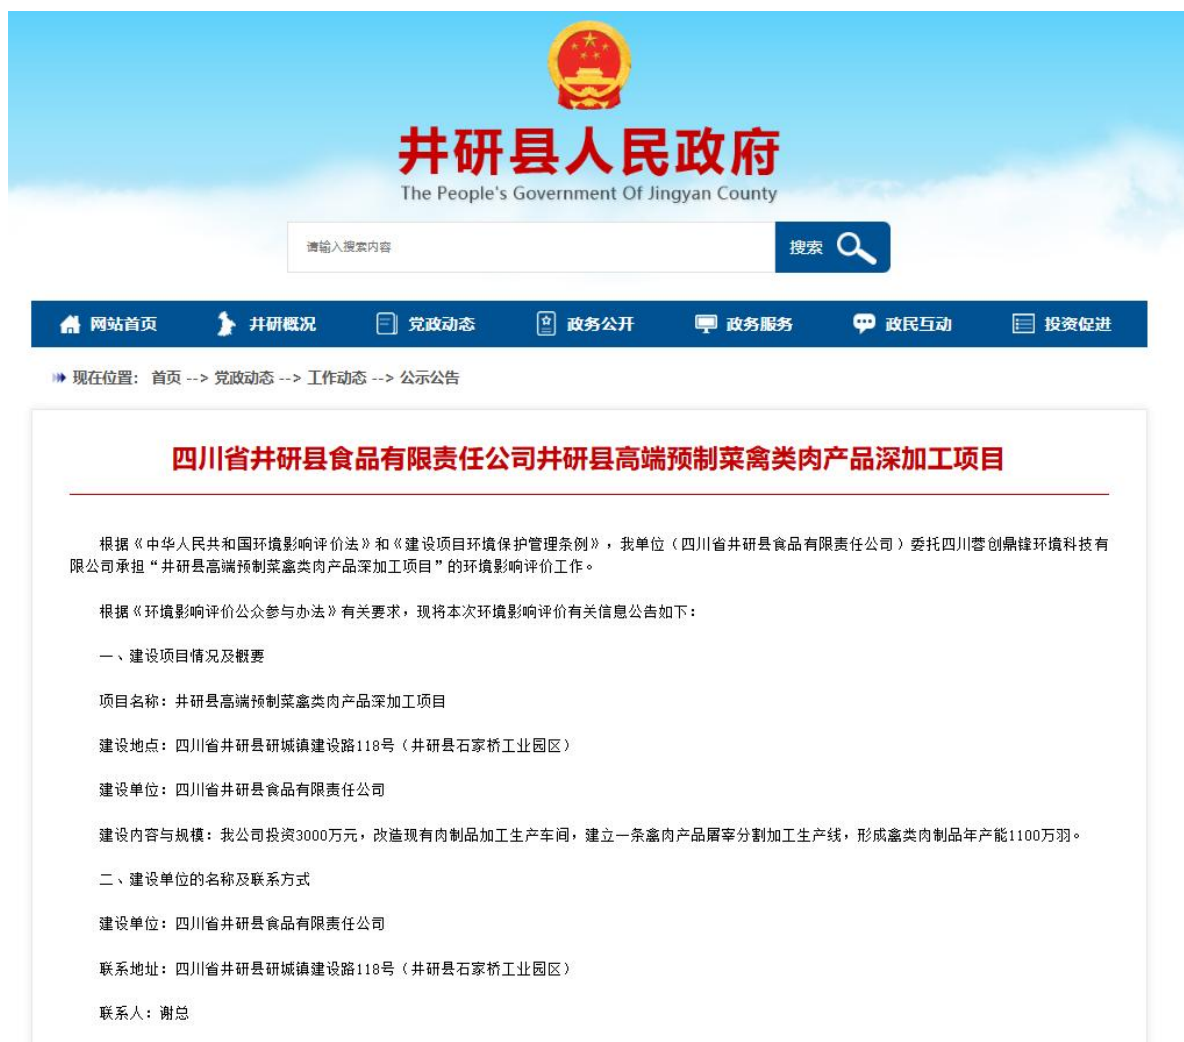 井研县人民政府
The People's Government Of Jingyan County
请输入搜索内容
搜索
网站首页 井研概况 党政动态 政务公开 政务服务 政民互动 投资促进
现在位置： 首页 --> 党政动态 --> 工作动态 --> 公示公告
四川省井研县食品有限责任公司井研县高端预制菜禽类肉产品深加工项目
根据《中华人民共和国环境影响评价法》和《建设项目环境保护管理条例》，我单位（四川省井研县食品有限责任公司）委托四川蓉创鼎锋环境科技有
限公司承担“井研县高端预制菜禽类肉产品深加工项目”的环境影响评价工作。
根据《环境影响评价公众参与办法》有关要求，现将本次环境影响评价有关信息公告如下：
一、建设项目情况及概要
项目名称：井研县高端预制菜禽类肉产品深加工项目
建设地点：四川省井研县研城镇建设路118号（井研县石家桥工业园区）
建设单位：四川省井研县食品有限责任公司
建设内容与规模：我公司投资3000万元，改造现有肉制品加工生产车间，建立一条禽肉产品屠宰分割加工生产线，形成禽类肉制品年产能1100万羽。
二、建设单位的名称及联系方式
建设单位：四川省井研县食品有限责任公司
联系地址：四川省井研县研城镇建设路118号（井研县石家桥工业园区）
联系人：谢总